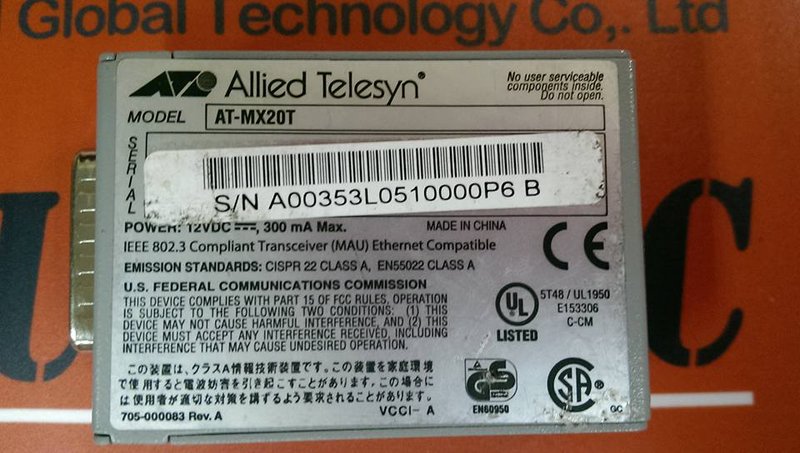 Global Technology Co,. Ltd
Allied Telesyn®
No user serviceable
components inside.
Do not open.
MODEL AT-MX20T
SERIAL
S/N A00353L0510000P6 B
POWER: 12VDC ⎓, 300 mA Max. MADE IN CHINA
IEEE 802.3 Compliant Transceiver (MAU) Ethernet Compatible
CE
EMISSION STANDARDS: CISPR 22 CLASS A, EN55022 CLASS A
U.S. FEDERAL COMMUNICATIONS COMMISSION
THIS DEVICE COMPLIES WITH PART 15 OF FCC RULES, OPERATION
IS SUBJECT TO THE FOLLOWING TWO CONDITIONS: (1) THIS
DEVICE MAY NOT CAUSE HARMFUL INTERFERENCE, AND (2) THIS
DEVICE MUST ACCEPT ANY INTERFERENCE RECEIVED, INCLUDING
INTERFERENCE THAT MAY CAUSE UNDESIRED OPERATION.
UL
LISTED
5T48 / UL1950
E153306
C-CM
この装置は、クラスA情報技術装置です。この装置を家庭環境
で使用すると電波妨害を引き起こすことがあります。この場合に
は使用者が適切な対策を講ずるよう要求されることがあります。
705-000083 Rev. A
VCCI- A
GS
EN60950
SA®
GC